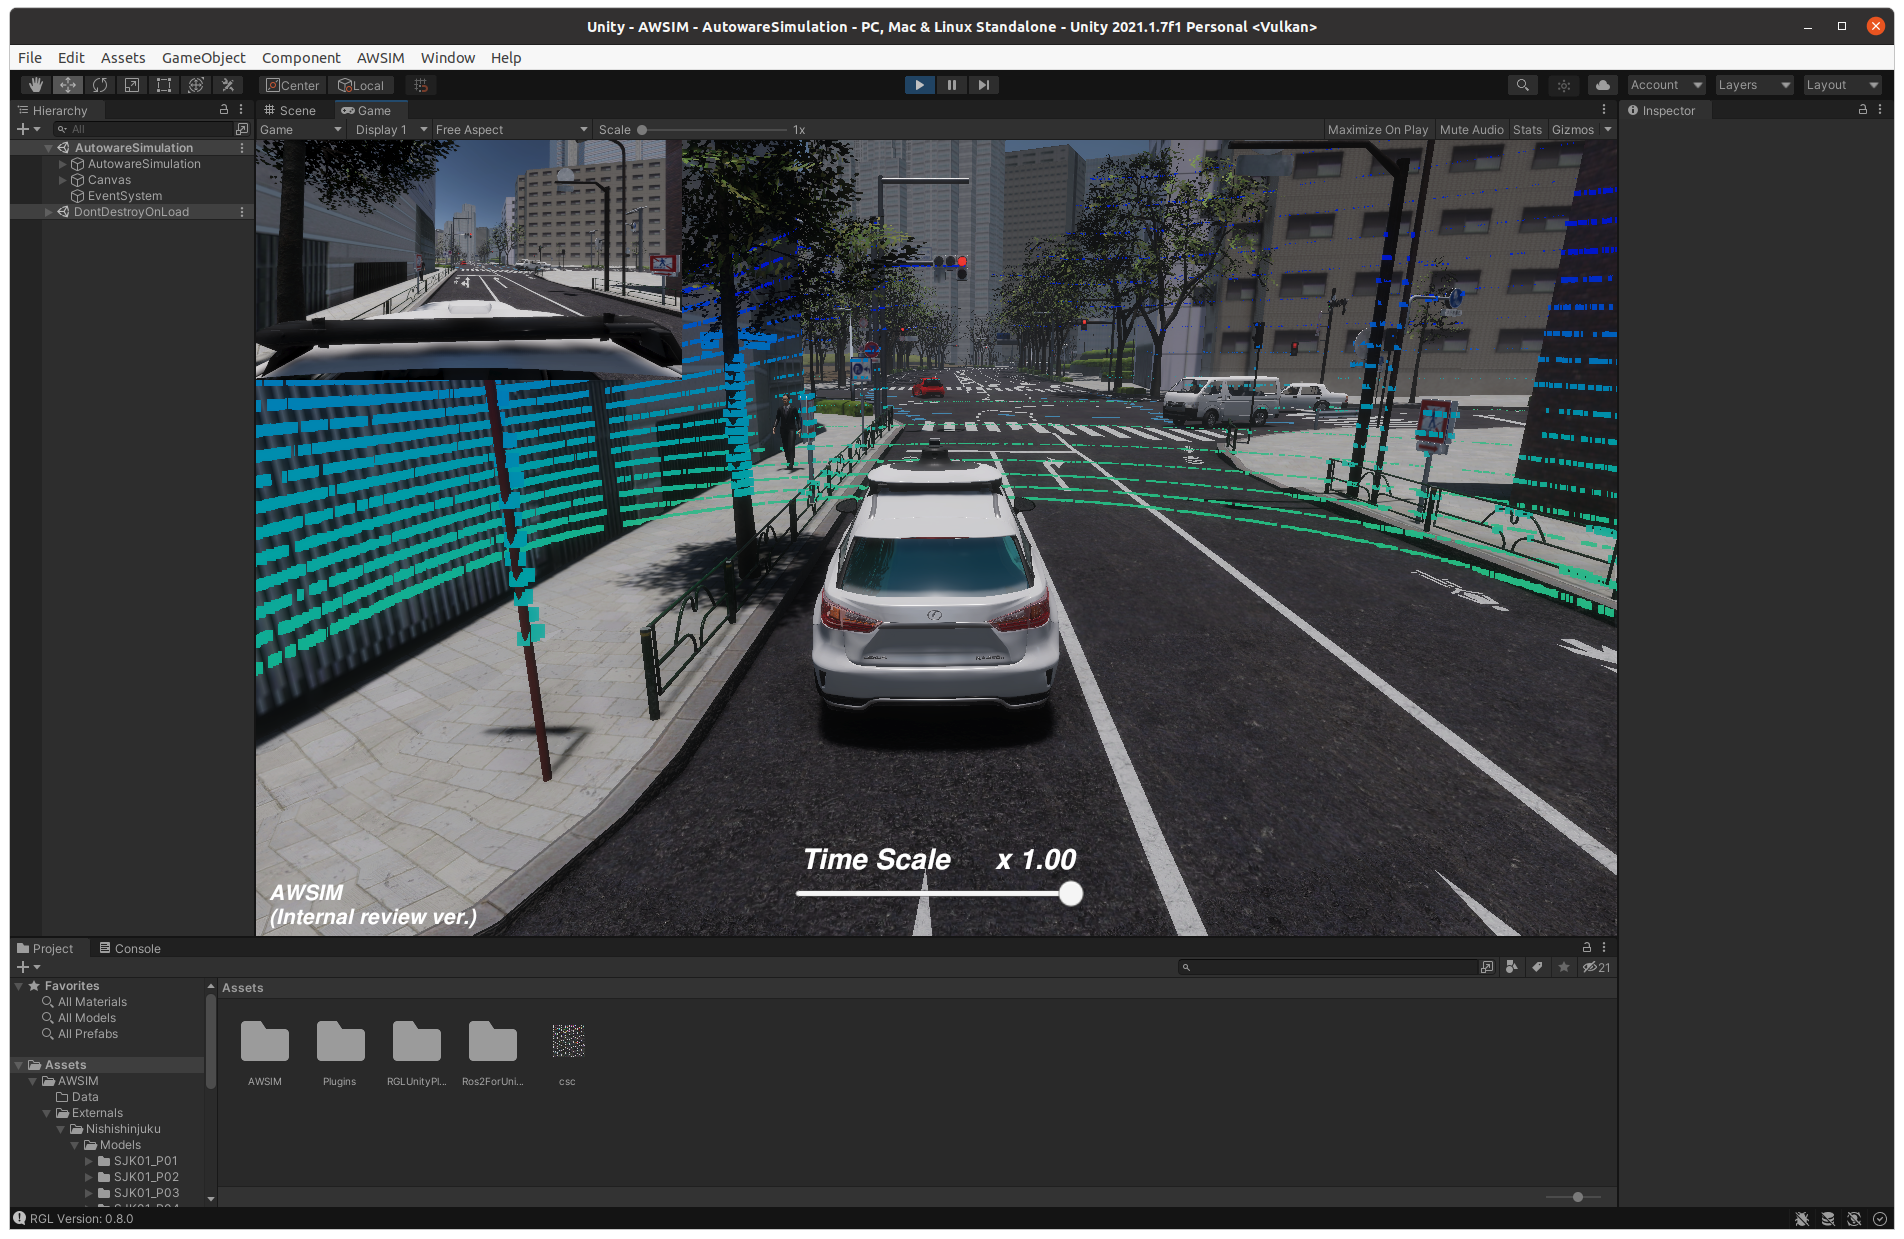 Unity - AWSIM - AutowareSimulation - PC, Mac & Linux Standalone - Unity 2021.1.7f1 Personal <Vulkan>
File Edit Assets GameObject Component AWSIM Window Help
Center Local Account Layers Layout
Hierarchy
All
AutowareSimulation
AutowareSimulation
Canvas
EventSystem
DontDestroyOnLoad
Scene Game
Game Display 1 Free Aspect Scale 1x Maximize On Play Mute Audio Stats Gizmos
Inspector
Time Scale x 1.00
AWSIM
(Internal review ver.)
Project Console
21
Favorites
All Materials
All Models
All Prefabs
Assets
AWSIM
Data
Externals
Nishishinjuku
Models
SJK01_P01
SJK01_P02
SJK01_P03
Assets
AWSIM Plugins RGLUnityPl... Ros2ForUni... csc
RGL Version: 0.8.0